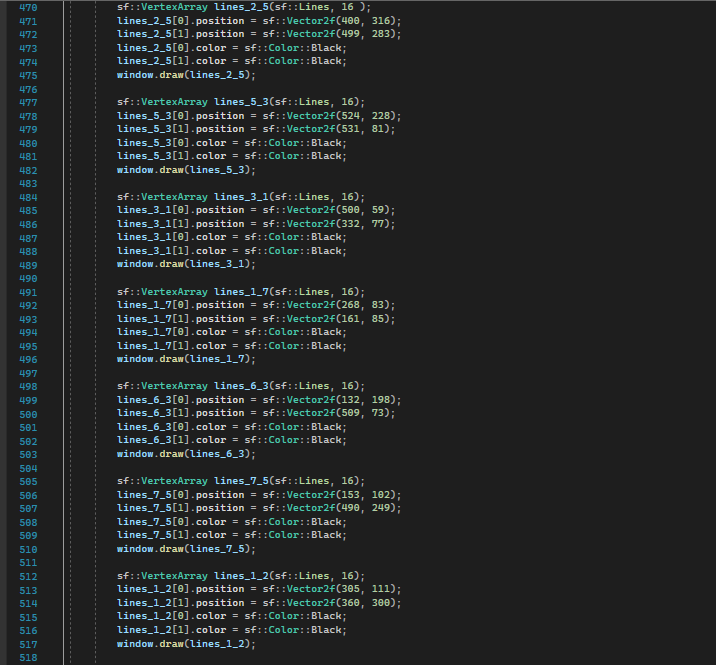 470 sf::VertexArray lines_2_5(sf::Lines, 16 );
471 lines_2_5[0].position = sf::Vector2f(400, 316);
472 lines_2_5[1].position = sf::Vector2f(499, 283);
473 lines_2_5[0].color = sf::Color::Black;
474 lines_2_5[1].color = sf::Color::Black;
475 window.draw(lines_2_5);
476
477 sf::VertexArray lines_5_3(sf::Lines, 16);
478 lines_5_3[0].position = sf::Vector2f(524, 228);
479 lines_5_3[1].position = sf::Vector2f(531, 81);
480 lines_5_3[0].color = sf::Color::Black;
481 lines_5_3[1].color = sf::Color::Black;
482 window.draw(lines_5_3);
483
484 sf::VertexArray lines_3_1(sf::Lines, 16);
485 lines_3_1[0].position = sf::Vector2f(500, 59);
486 lines_3_1[1].position = sf::Vector2f(332, 77);
487 lines_3_1[0].color = sf::Color::Black;
488 lines_3_1[1].color = sf::Color::Black;
489 window.draw(lines_3_1);
490
491 sf::VertexArray lines_1_7(sf::Lines, 16);
492 lines_1_7[0].position = sf::Vector2f(268, 83);
493 lines_1_7[1].position = sf::Vector2f(161, 85);
494 lines_1_7[0].color = sf::Color::Black;
495 lines_1_7[1].color = sf::Color::Black;
496 window.draw(lines_1_7);
497
498 sf::VertexArray lines_6_3(sf::Lines, 16);
499 lines_6_3[0].position = sf::Vector2f(132, 198);
500 lines_6_3[1].position = sf::Vector2f(509, 73);
501 lines_6_3[0].color = sf::Color::Black;
502 lines_6_3[1].color = sf::Color::Black;
503 window.draw(lines_6_3);
504
505 sf::VertexArray lines_7_5(sf::Lines, 16);
506 lines_7_5[0].position = sf::Vector2f(153, 102);
507 lines_7_5[1].position = sf::Vector2f(490, 249);
508 lines_7_5[0].color = sf::Color::Black;
509 lines_7_5[1].color = sf::Color::Black;
510 window.draw(lines_7_5);
511
512 sf::VertexArray lines_1_2(sf::Lines, 16);
513 lines_1_2[0].position = sf::Vector2f(305, 111);
514 lines_1_2[1].position = sf::Vector2f(360, 300);
515 lines_1_2[0].color = sf::Color::Black;
516 lines_1_2[1].color = sf::Color::Black;
517 window.draw(lines_1_2);
518